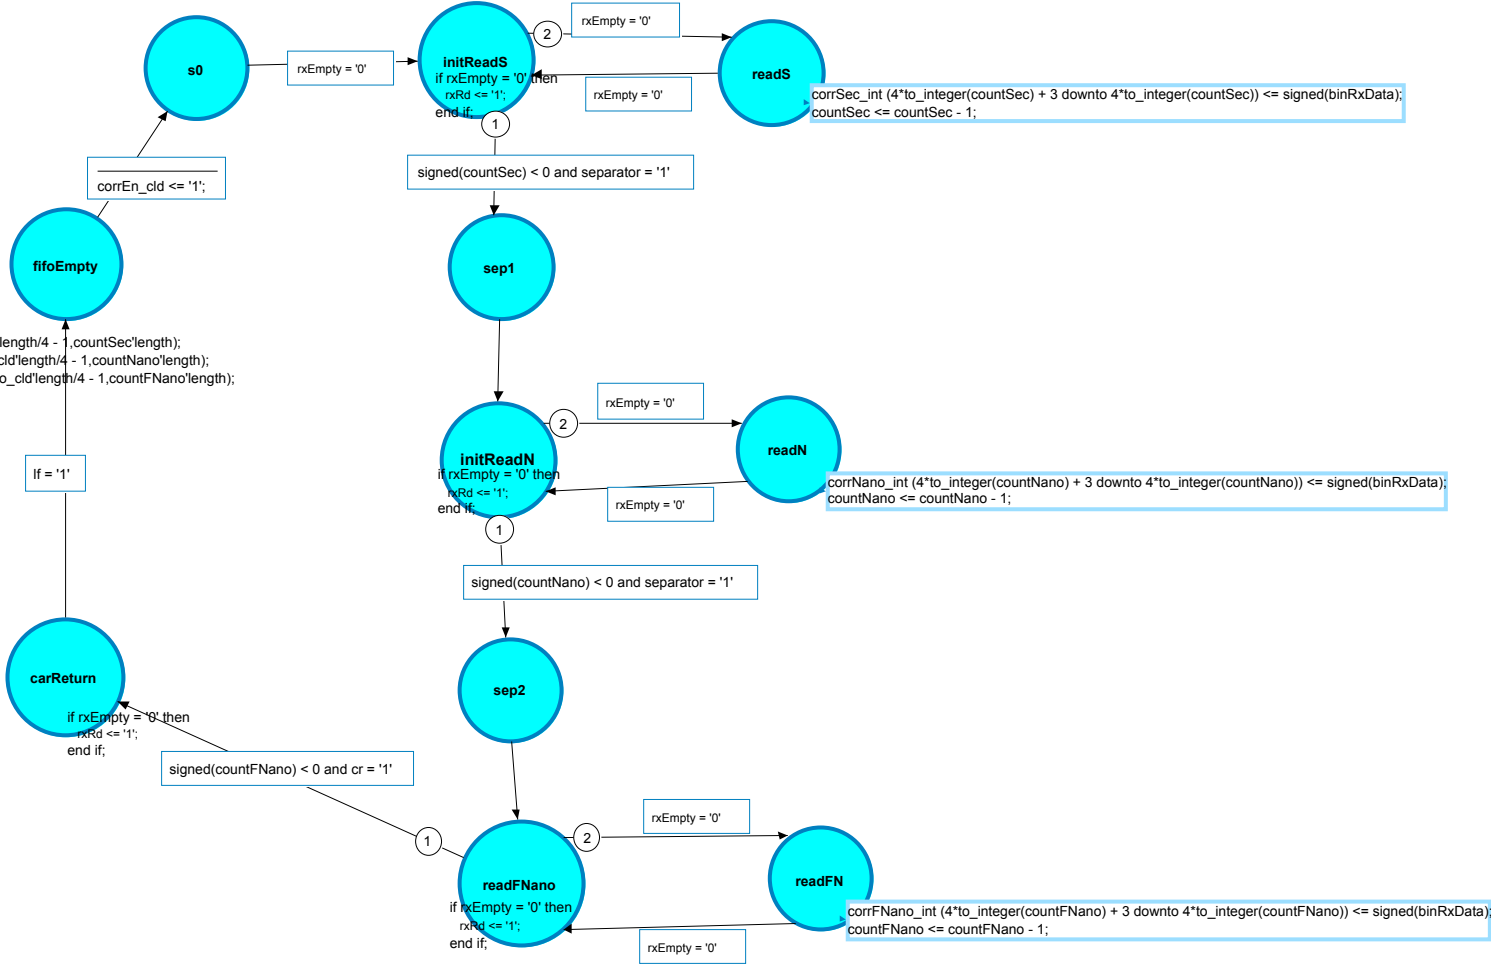 s0
rxEmpty = '0'
initReadS
if rxEmpty = '0' then
rxRd <= '1';
end if;
2
rxEmpty = '0'
rxEmpty = '0'
readS
corrSec_int (4*to_integer(countSec) + 3 downto 4*to_integer(countSec)) <= signed(binRxData);
countSec <= countSec - 1;
1
signed(countSec) < 0 and separator = '1'
corrEn_cld <= '1';
fifoEmpty
sep1
length/4 - 1,countSec'length);
cld'length/4 - 1,countNano'length);
o_cld'length/4 - 1,countFNano'length);
initReadN
if rxEmpty = '0' then
rxRd <= '1';
end if;
2
rxEmpty = '0'
rxEmpty = '0'
readN
corrNano_int (4*to_integer(countNano) + 3 downto 4*to_integer(countNano)) <= signed(binRxData);
countNano <= countNano - 1;
1
signed(countNano) < 0 and separator = '1'
lf = '1'
sep2
carReturn
if rxEmpty = '0' then
rxRd <= '1';
end if;
signed(countFNano) < 0 and cr = '1'
1
readFNano
if rxEmpty = '0' then
rxRd <= '1';
end if;
2
rxEmpty = '0'
rxEmpty = '0'
readFN
corrFNano_int (4*to_integer(countFNano) + 3 downto 4*to_integer(countFNano)) <= signed(binRxData);
countFNano <= countFNano - 1;